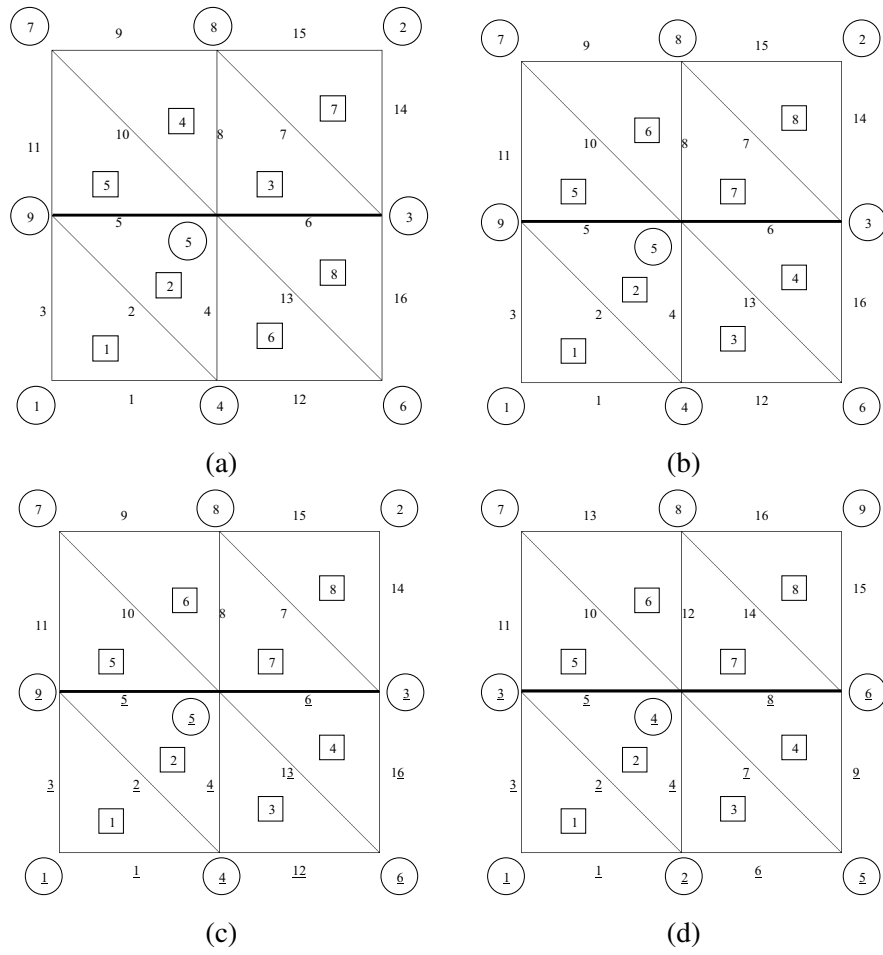 7 9 8 15 2
4 7 14
11 10 8 7
5 3
9 5 6 3
5
2 8
3 2 4 13 16
1 6
1 1 4 12 6
(a)
7 9 8 15 2
6 8 14
11 10 8 7
5 7
9 5 6 3
5
2 4
3 2 4 13 16
1 3
1 1 4 12 6
(b)
7 9 8 15 2
6 8 14
11 10 8 7
5 7
9 5 6 3
5
2 4
3 2 4 13 16
1 3
1 1 4 12 6
(c)
7 13 8 16 9
6 8 15
11 10 12 14
5 7
3 5 8 6
4
2 4
3 2 4 7 9
1 3
1 1 2 6 5
(d)